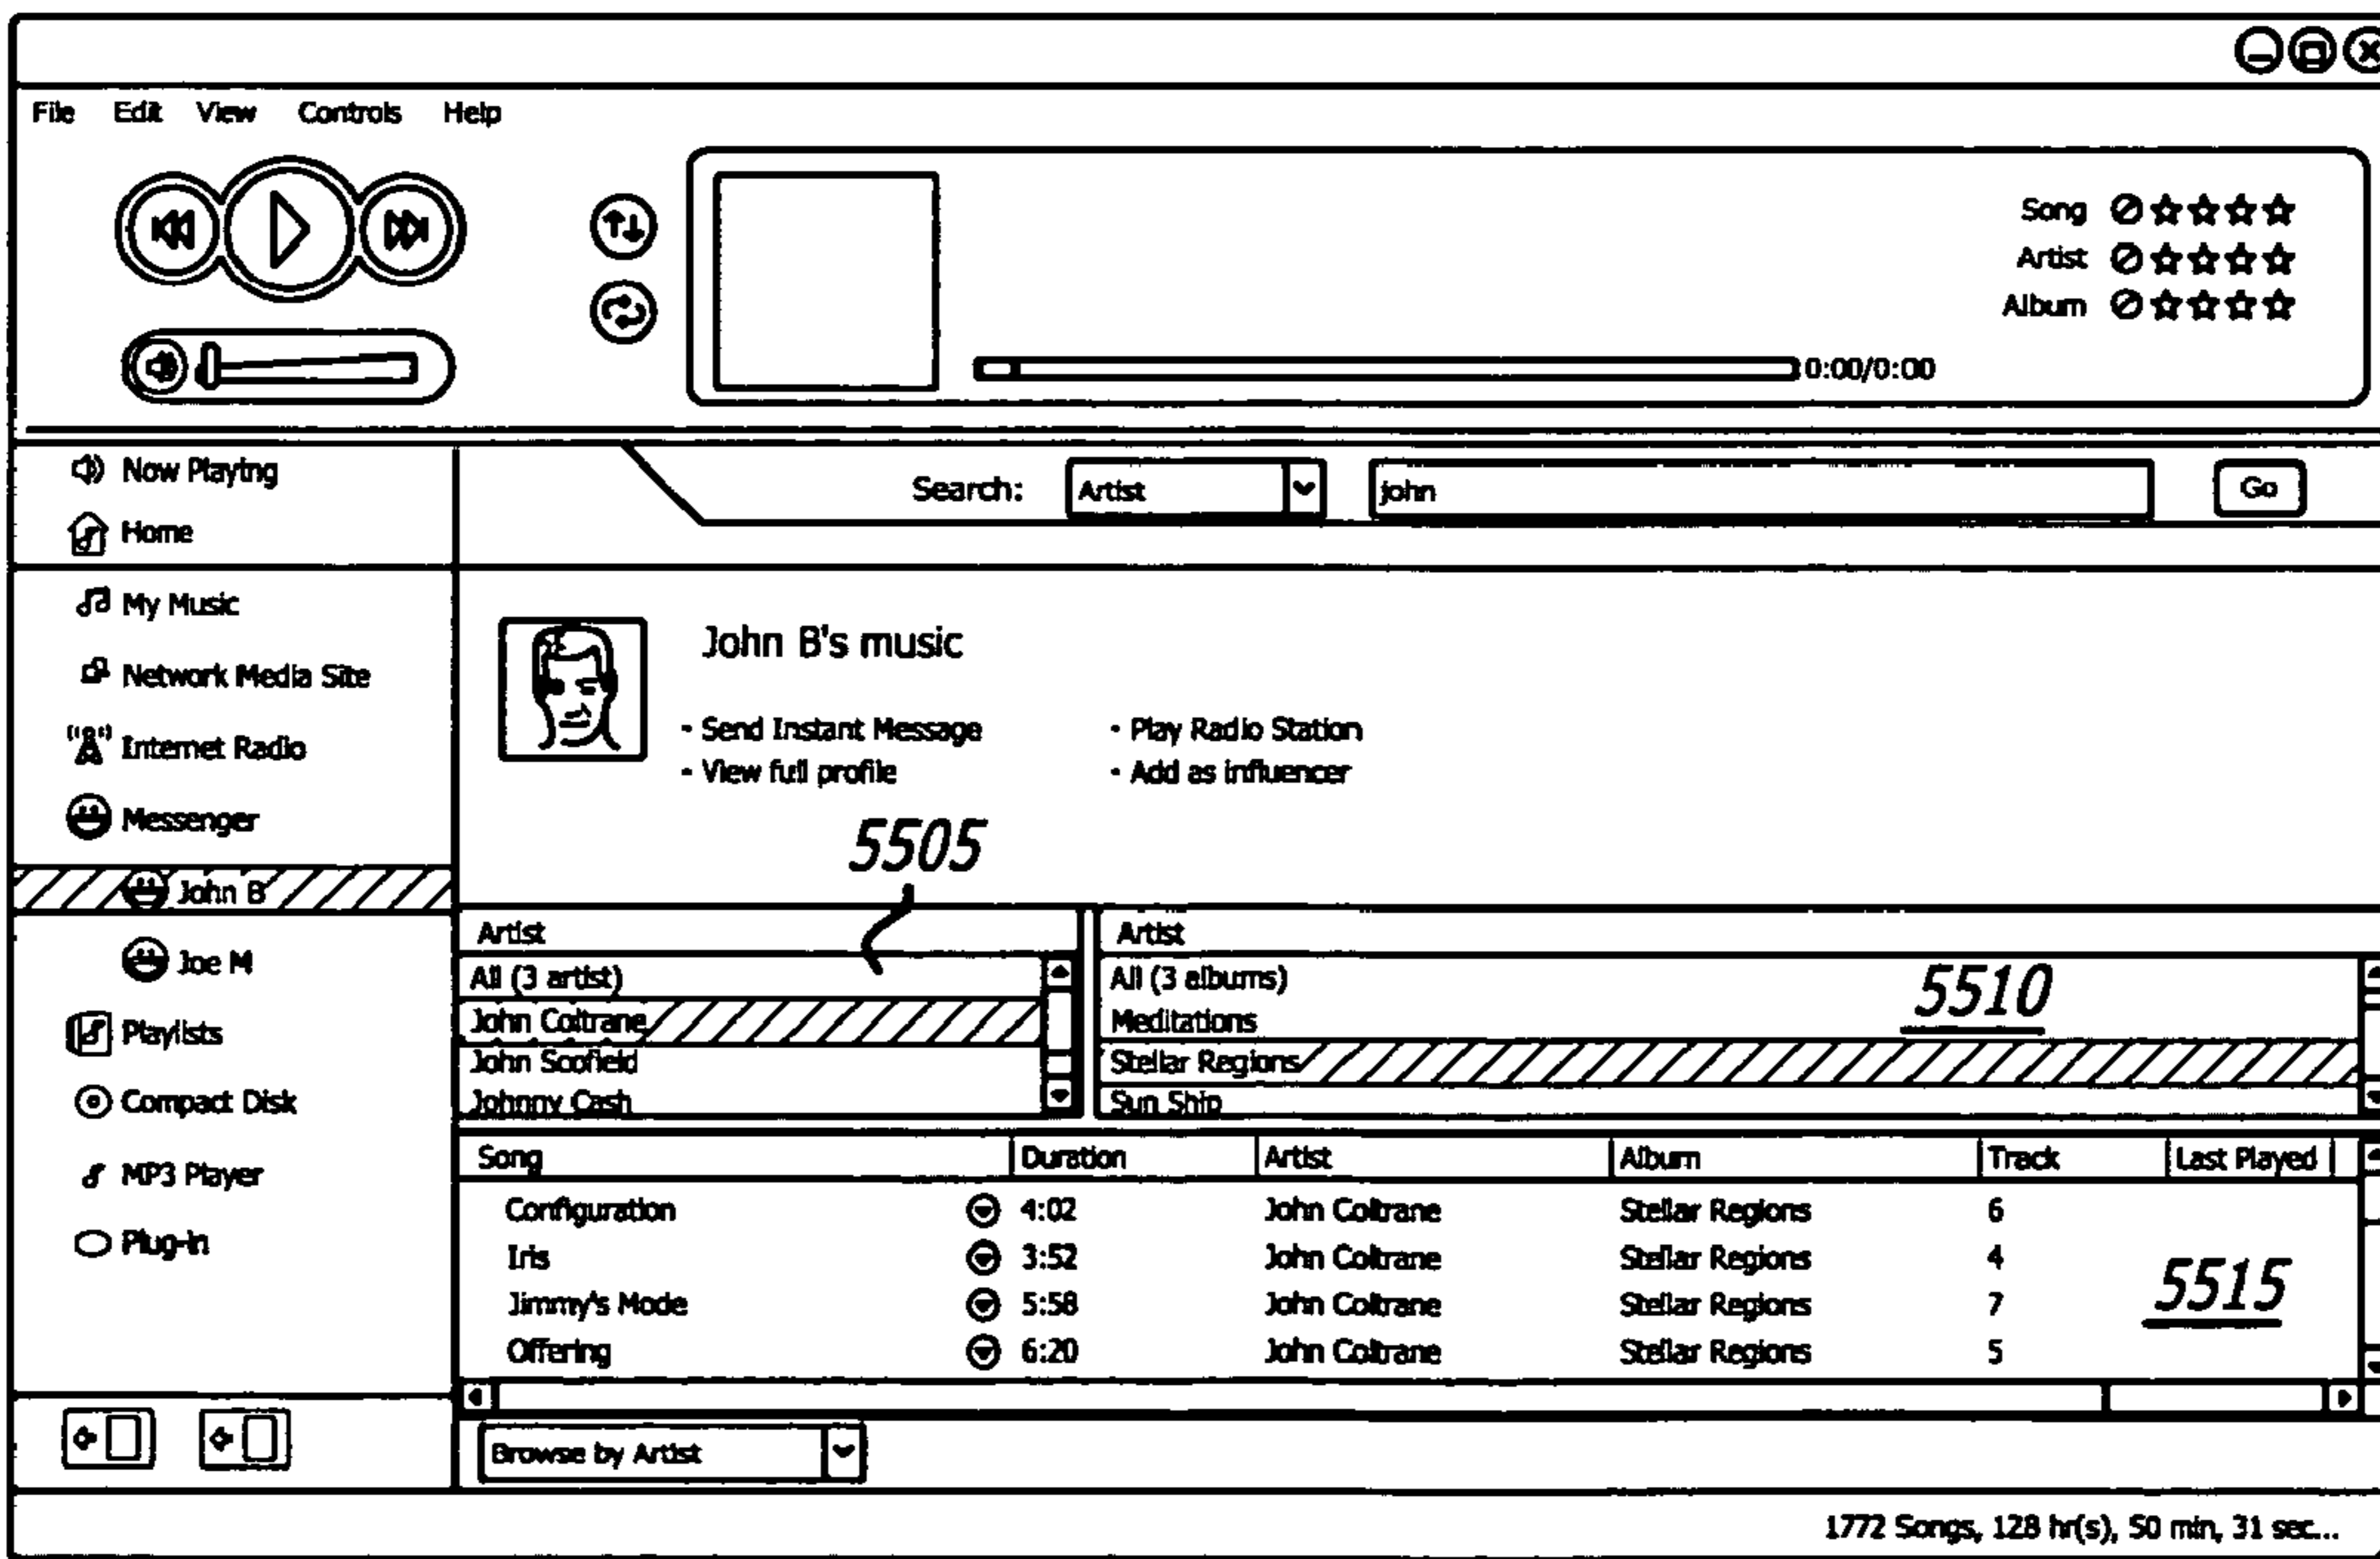 File Edit View Controls Help
Song
Artist
Album
0:00/0:00
Now Playing
Home
Search: Artist john Go
My Music
Network Media Site
Internet Radio
Messenger
John B
Joe M
Playlists
Compact Disk
MP3 Player
Plug-in
John B's music
- Send Instant Message - Play Radio Station
- View full profile - Add as influencer
5505
Artist
All (3 artist)
John Coltrane
John Scofield
Johnny Cash
Artist
All (3 albums)
Meditations
Stellar Regions
Sun Ship
5510
Song Duration Artist Album Track Last Played
Configuration 4:02 John Coltrane Stellar Regions 6
Iris 3:52 John Coltrane Stellar Regions 4
Jimmy's Mode 5:58 John Coltrane Stellar Regions 7
Offering 6:20 John Coltrane Stellar Regions 5
5515
Browse by Artist
1772 Songs, 128 hr(s), 50 min, 31 sec...